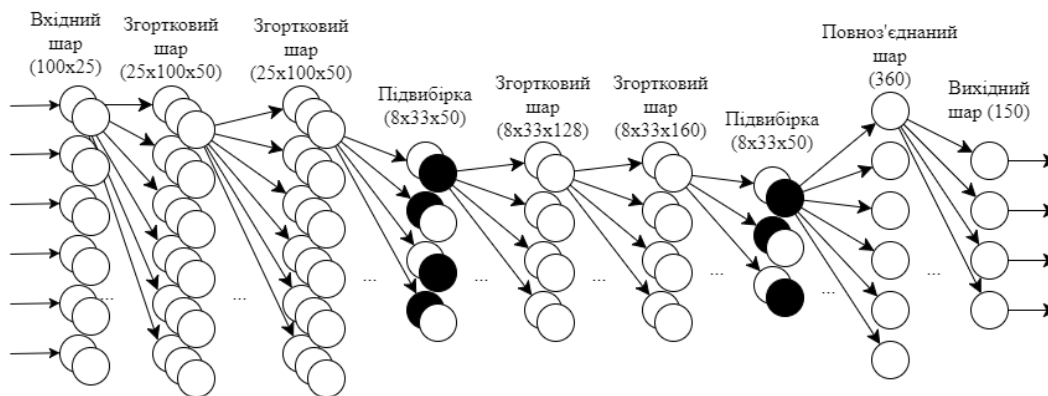 Вхідний
шар
(100x25)
Згортковий
шар
(25x100x50)
Згортковий
шар
(25x100x50)
Підвибірка
(8x33x50)
Згортковий
шар
(8x33x128)
Згортковий
шар
(8x33x160)
Підвибірка
(8x33x50)
Повноз'єднаний
шар
(360)
Вихідний
шар (150)
...
...
...
...
...
...
...
...